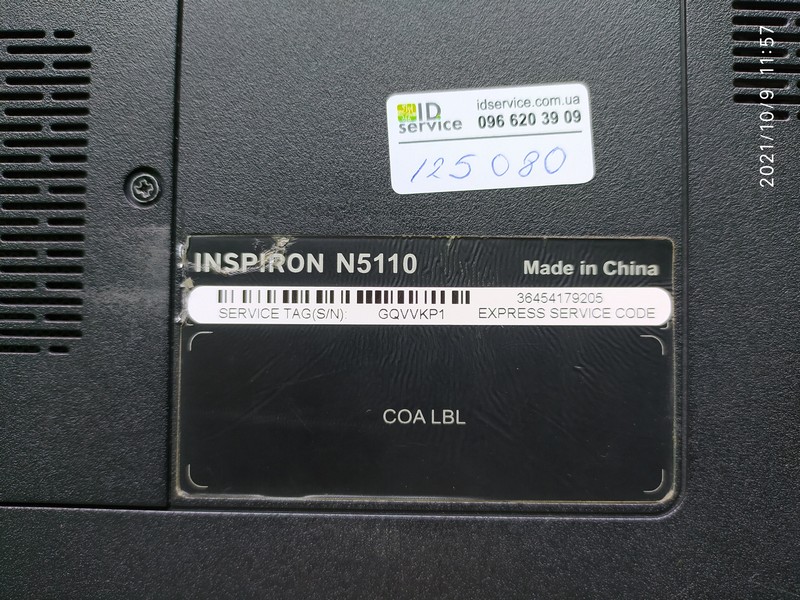 2021/10/9 11:57
ID service
idservice.com.ua
096 620 39 09
125080
INSPIRON N5110
Made in China
36454179205
SERVICE TAG(S/N): GQVVKP1 EXPRESS SERVICE CODE
COA LBL